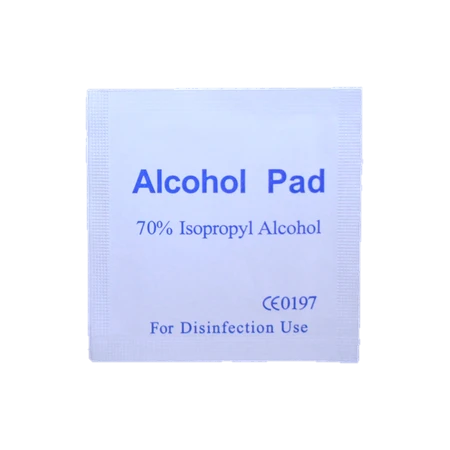 Alcohol Pad
70% Isopropyl Alcohol
CE0197
For Disinfection Use